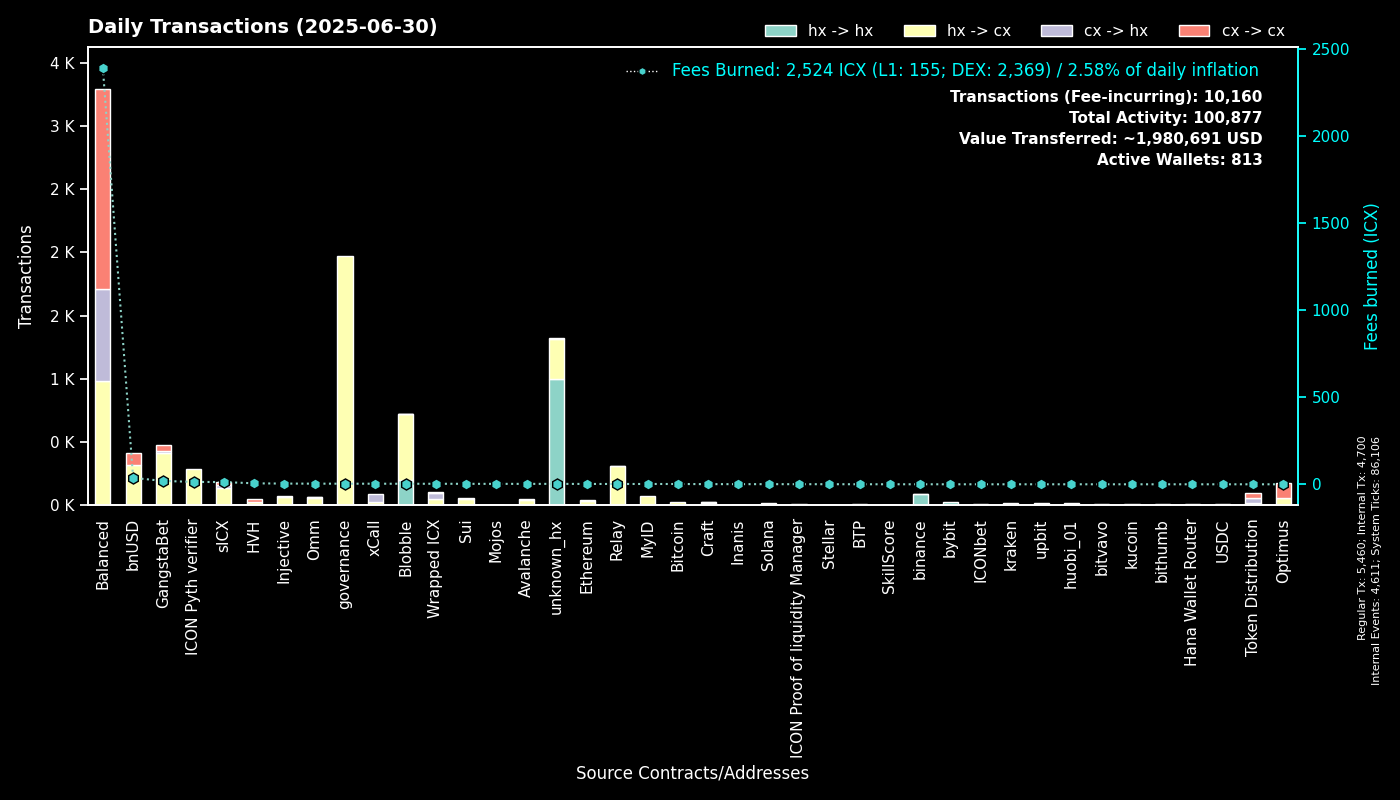 Daily Transactions (2025-06-30)
hx -> hx
hx -> cx
cx -> hx
cx -> cx
Fees Burned: 2,524 ICX (L1: 155; DEX: 2,369) / 2.58% of daily inflation
Transactions (Fee-incurring): 10,160
Total Activity: 100,877
Value Transferred: ~1,980,691 USD
Active Wallets: 813
Transactions
4 K
3 K
2 K
2 K
2 K
1 K
0 K
0 K
2500
2000
1500
1000
500
0
Fees burned (ICX)
Balanced
bnUSD
GangstaBet
ICON Pyth verifier
sICX
HVH
Injective
Omm
governance
xCall
Blobble
Wrapped ICX
Sui
Mojos
Avalanche
unknown_hx
Ethereum
Relay
MyID
Bitcoin
Craft
Inanis
Solana
ICON Proof of liquidity Manager
Stellar
BTP
SkillScore
binance
bybit
ICONbet
kraken
upbit
huobi_01
bitvavo
kucoin
bithumb
Hana Wallet Router
USDC
Token Distribution
Optimus
Source Contracts/Addresses
Regular Tx: 5,460; Internal Tx: 4,700
Internal Events: 4,611; System Ticks: 86,106